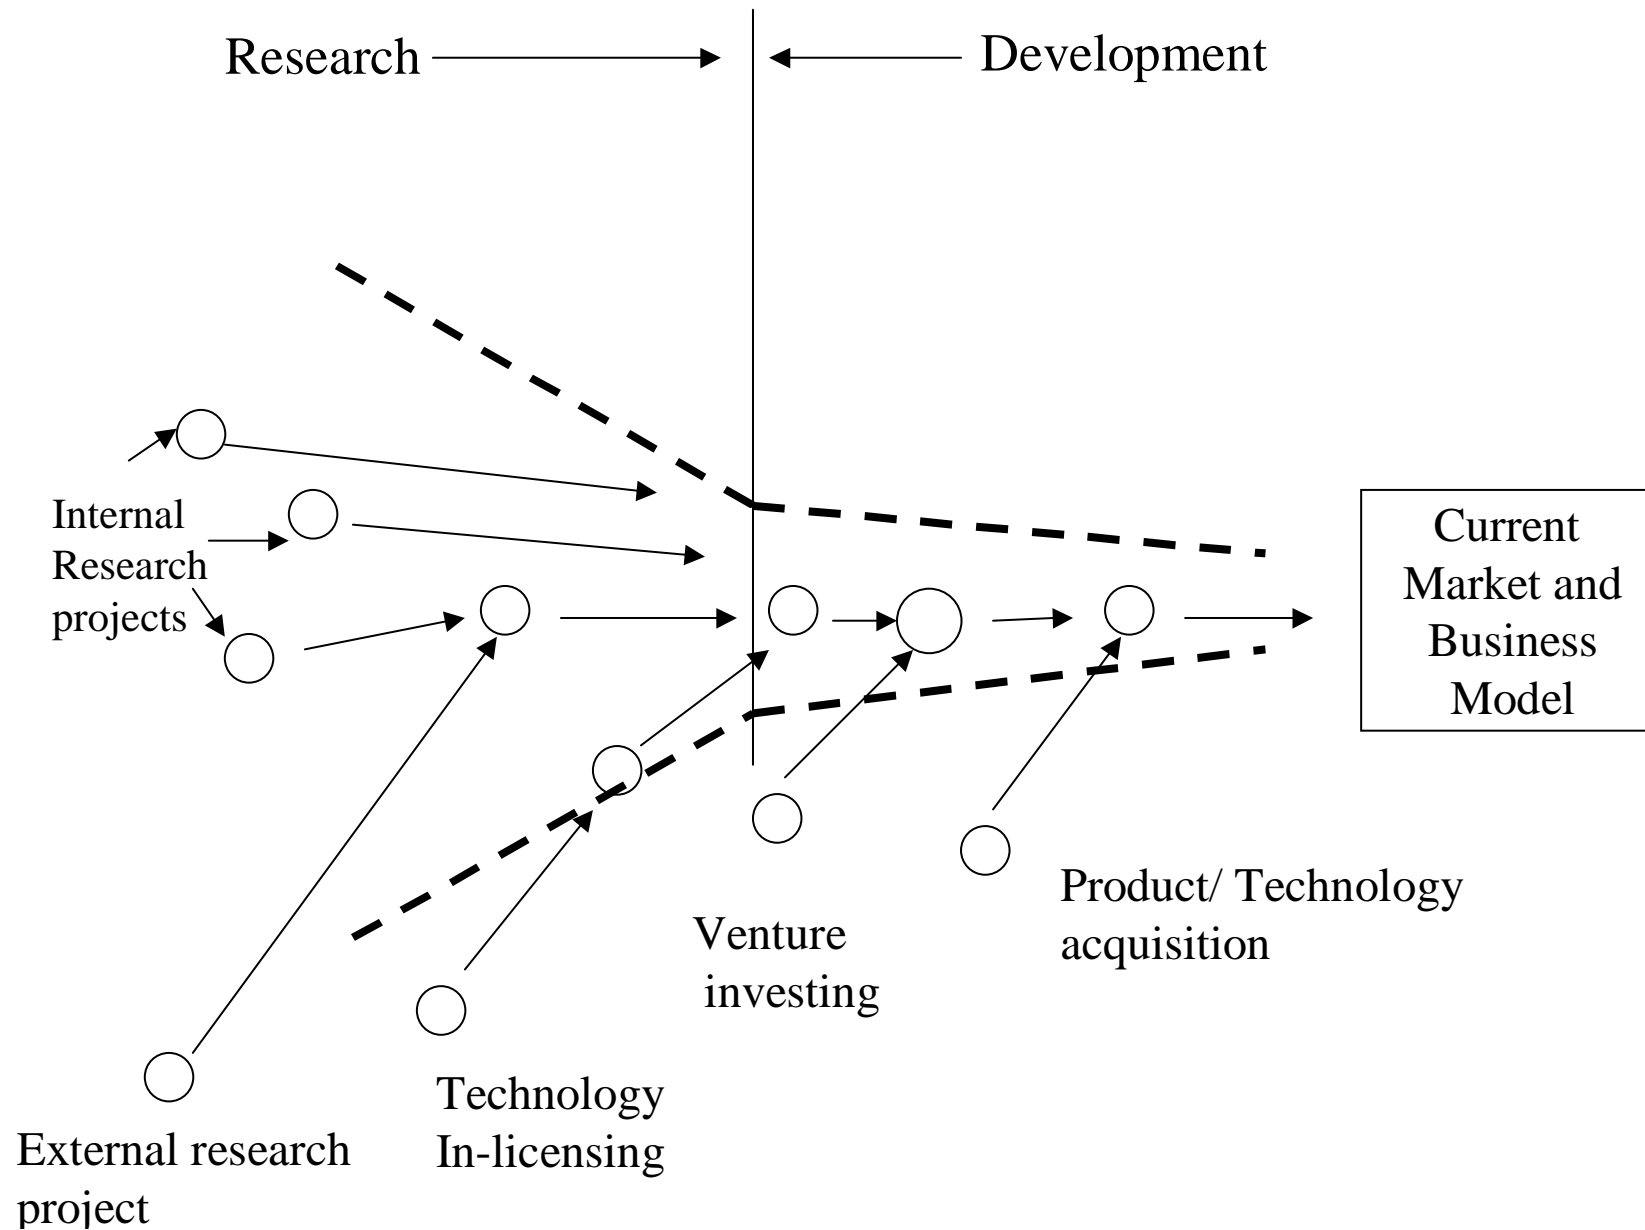 Research
Development
Internal
Research
projects
Current
Market and
Business
Model
Product/ Technology
acquisition
Venture
investing
Technology
In-licensing
External research
project